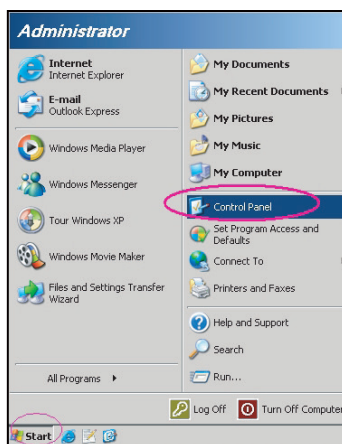 Administrator
Internet
Internet Explorer
E-mail
Outlook Express
Windows Media Player
Windows Messenger
Tour Windows XP
Windows Movie Maker
Files and Settings Transfer
Wizard
All Programs
My Documents
My Recent Documents
My Pictures
My Music
My Computer
Control Panel
Set Program Access and
Defaults
Connect To
Printers and Faxes
Help and Support
Search
Run...
Log Off
Turn Off Computer
Start